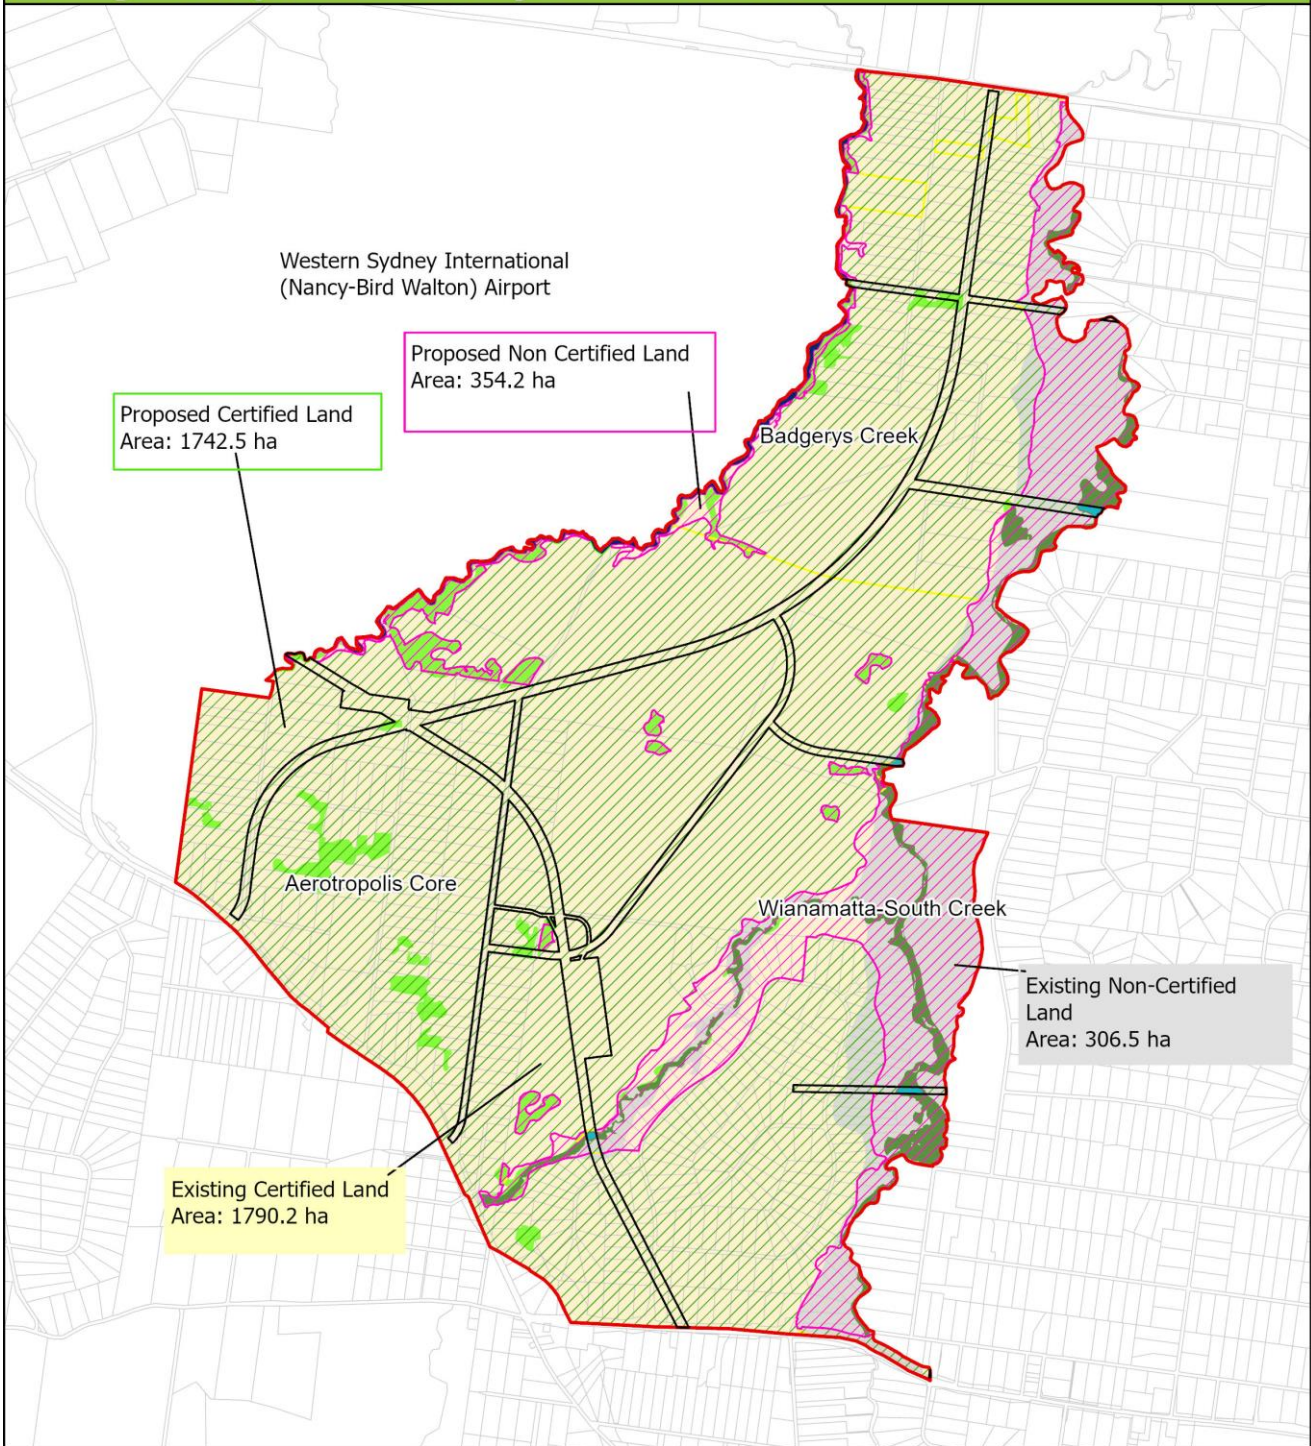 Western Sydney International
(Nancy-Bird Walton) Airport
Proposed Non Certified Land
Area: 354.2 ha
Proposed Certified Land
Area: 1742.5 ha
Badgerys Creek
Aerotropolis Core
Wianamatta-South Creek
Existing Non-Certified
Land
Area: 306.5 ha
Existing Certified Land
Area: 1790.2 ha